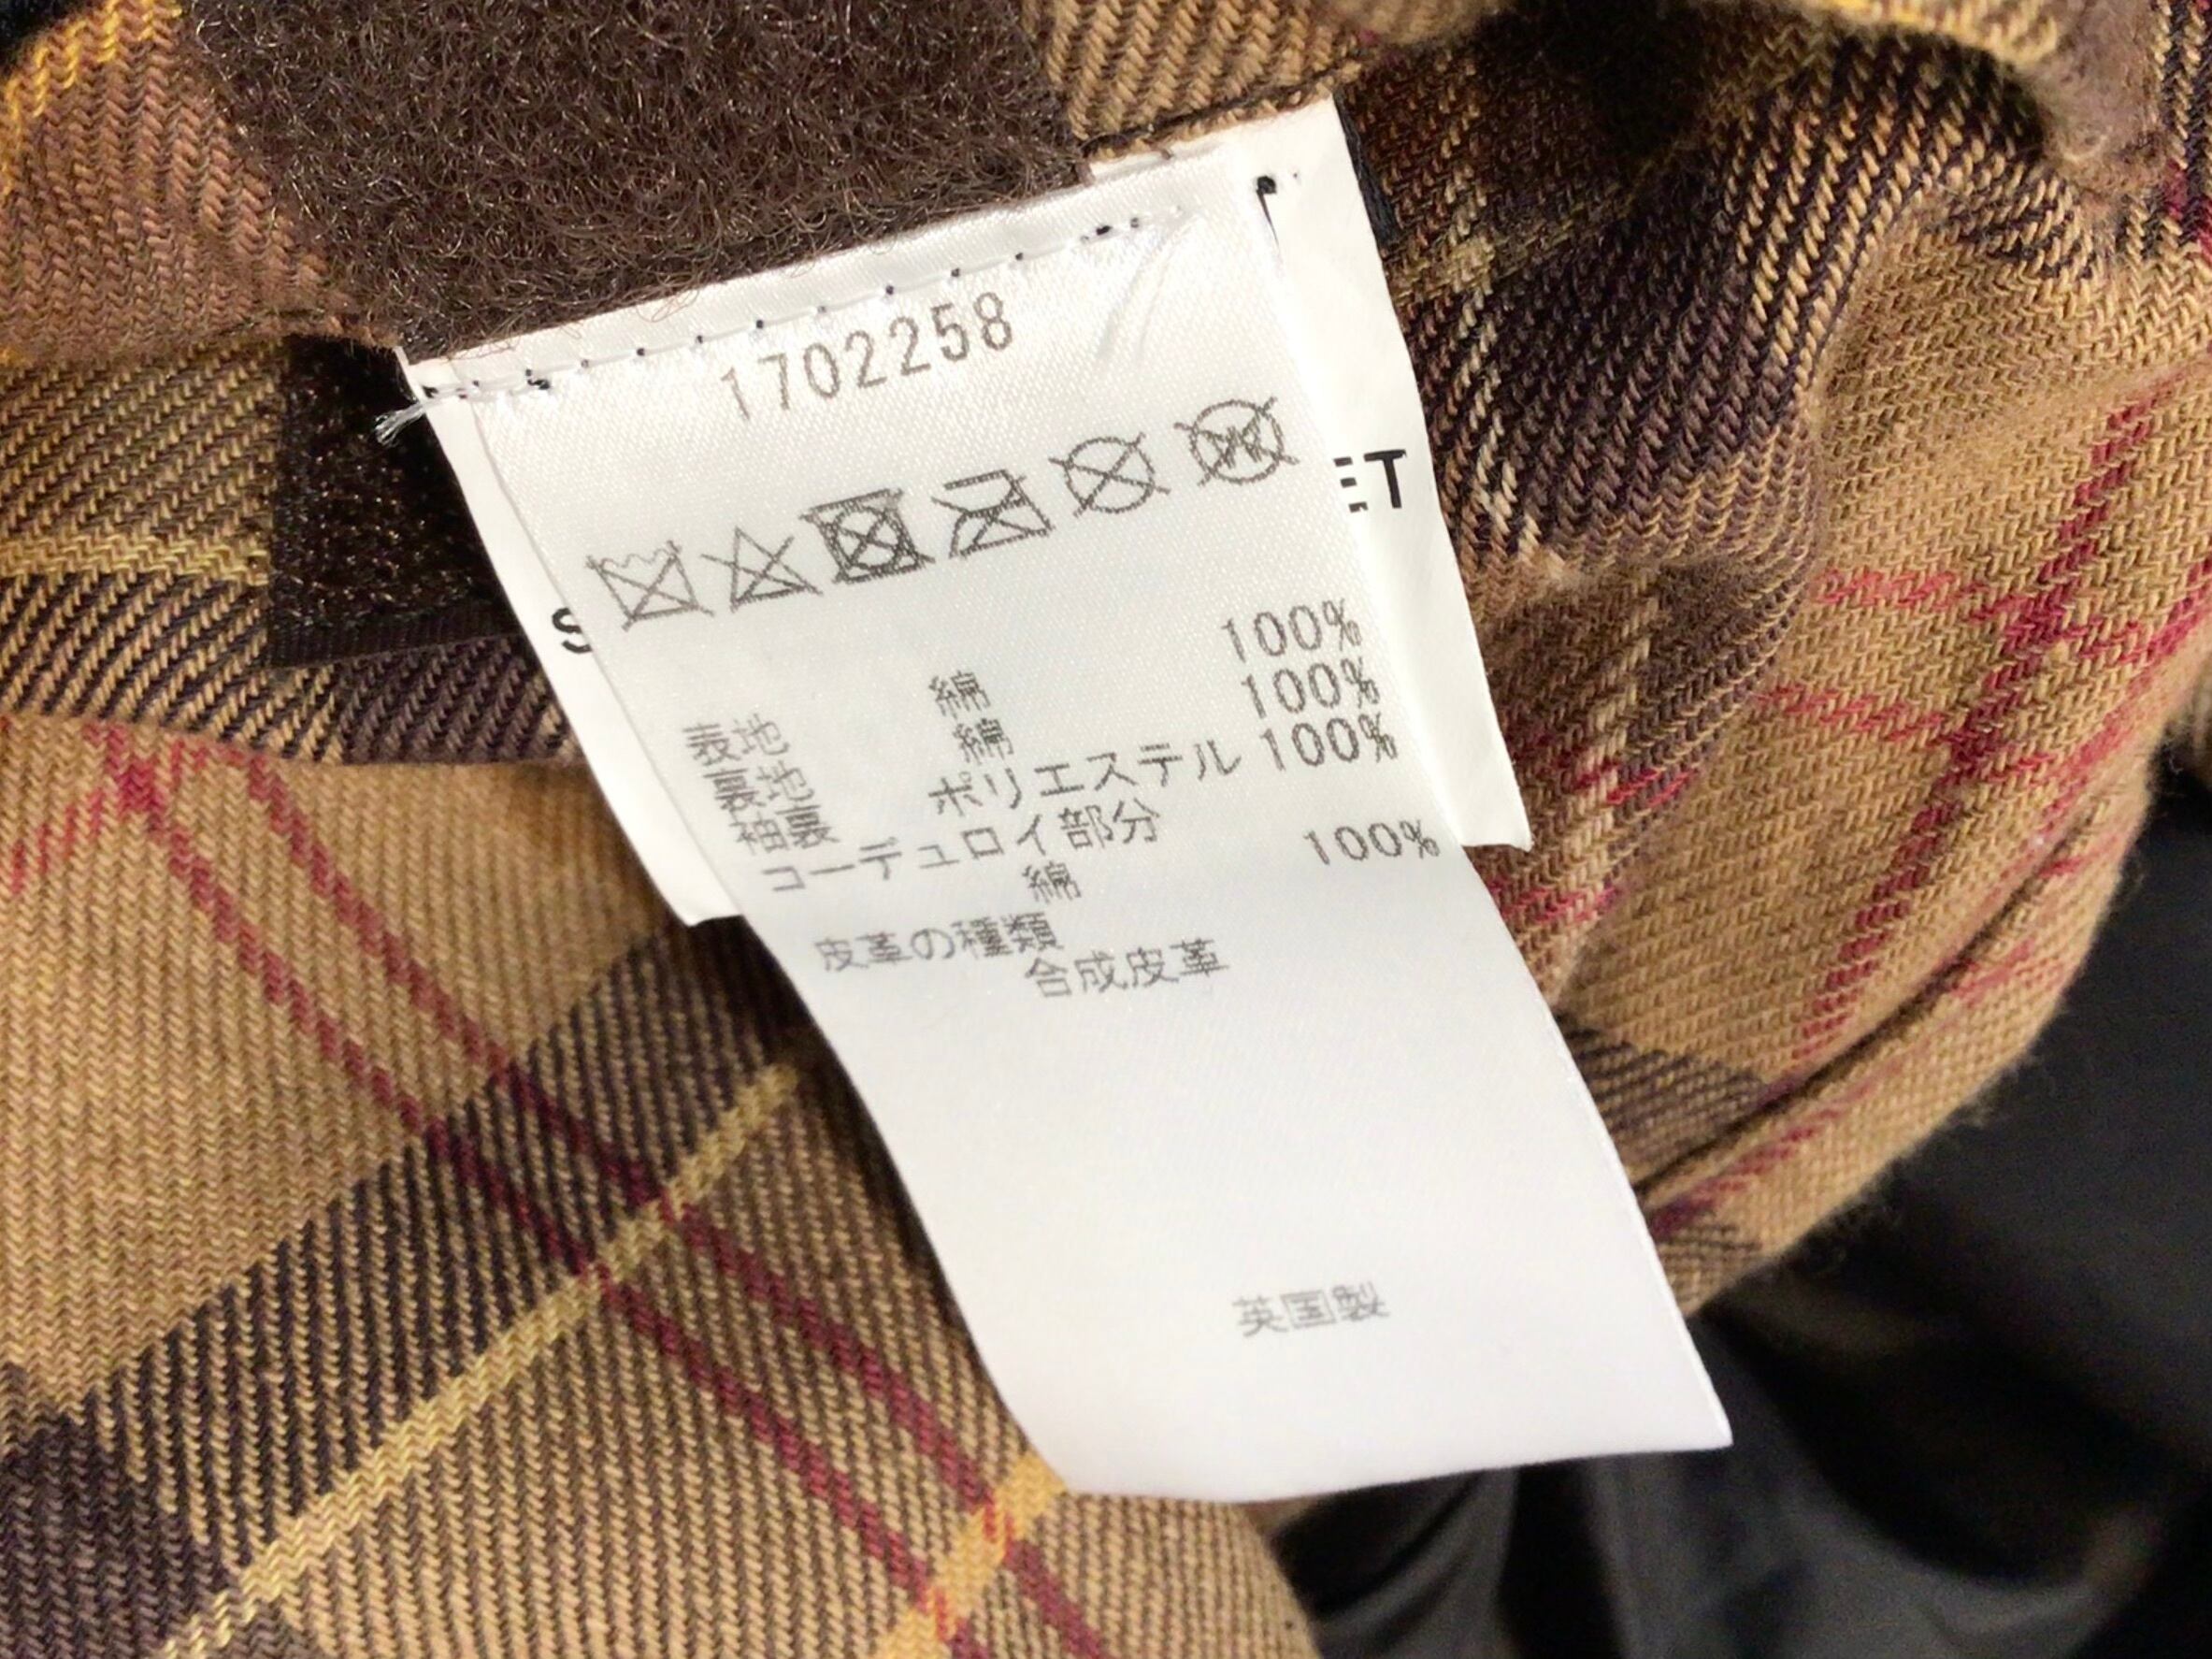 1702258
表地 綿 100%
裏地 綿 100%
袖裏 ポリエステル 100%
コーデュロイ部分
綿 100%
皮革の種類
合成皮革
英国製